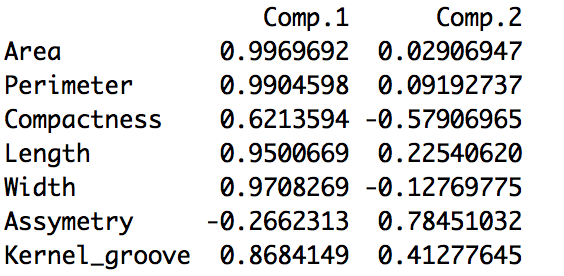 Comp.1 Comp.2
Area 0.9969692 0.02906947
Perimeter 0.9904598 0.09192737
Compactness 0.6213594 -0.57906965
Length 0.9500669 0.22540620
Width 0.9708269 -0.12769775
Assymetry -0.2662313 0.78451032
Kernel_groove 0.8684149 0.41277645